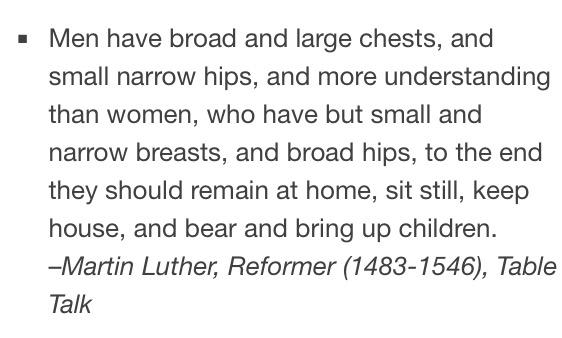 ▪ Men have broad and large chests, and
small narrow hips, and more understanding
than women, who have but small and
narrow breasts, and broad hips, to the end
they should remain at home, sit still, keep
house, and bear and bring up children.
–Martin Luther, Reformer (1483-1546), Table
Talk